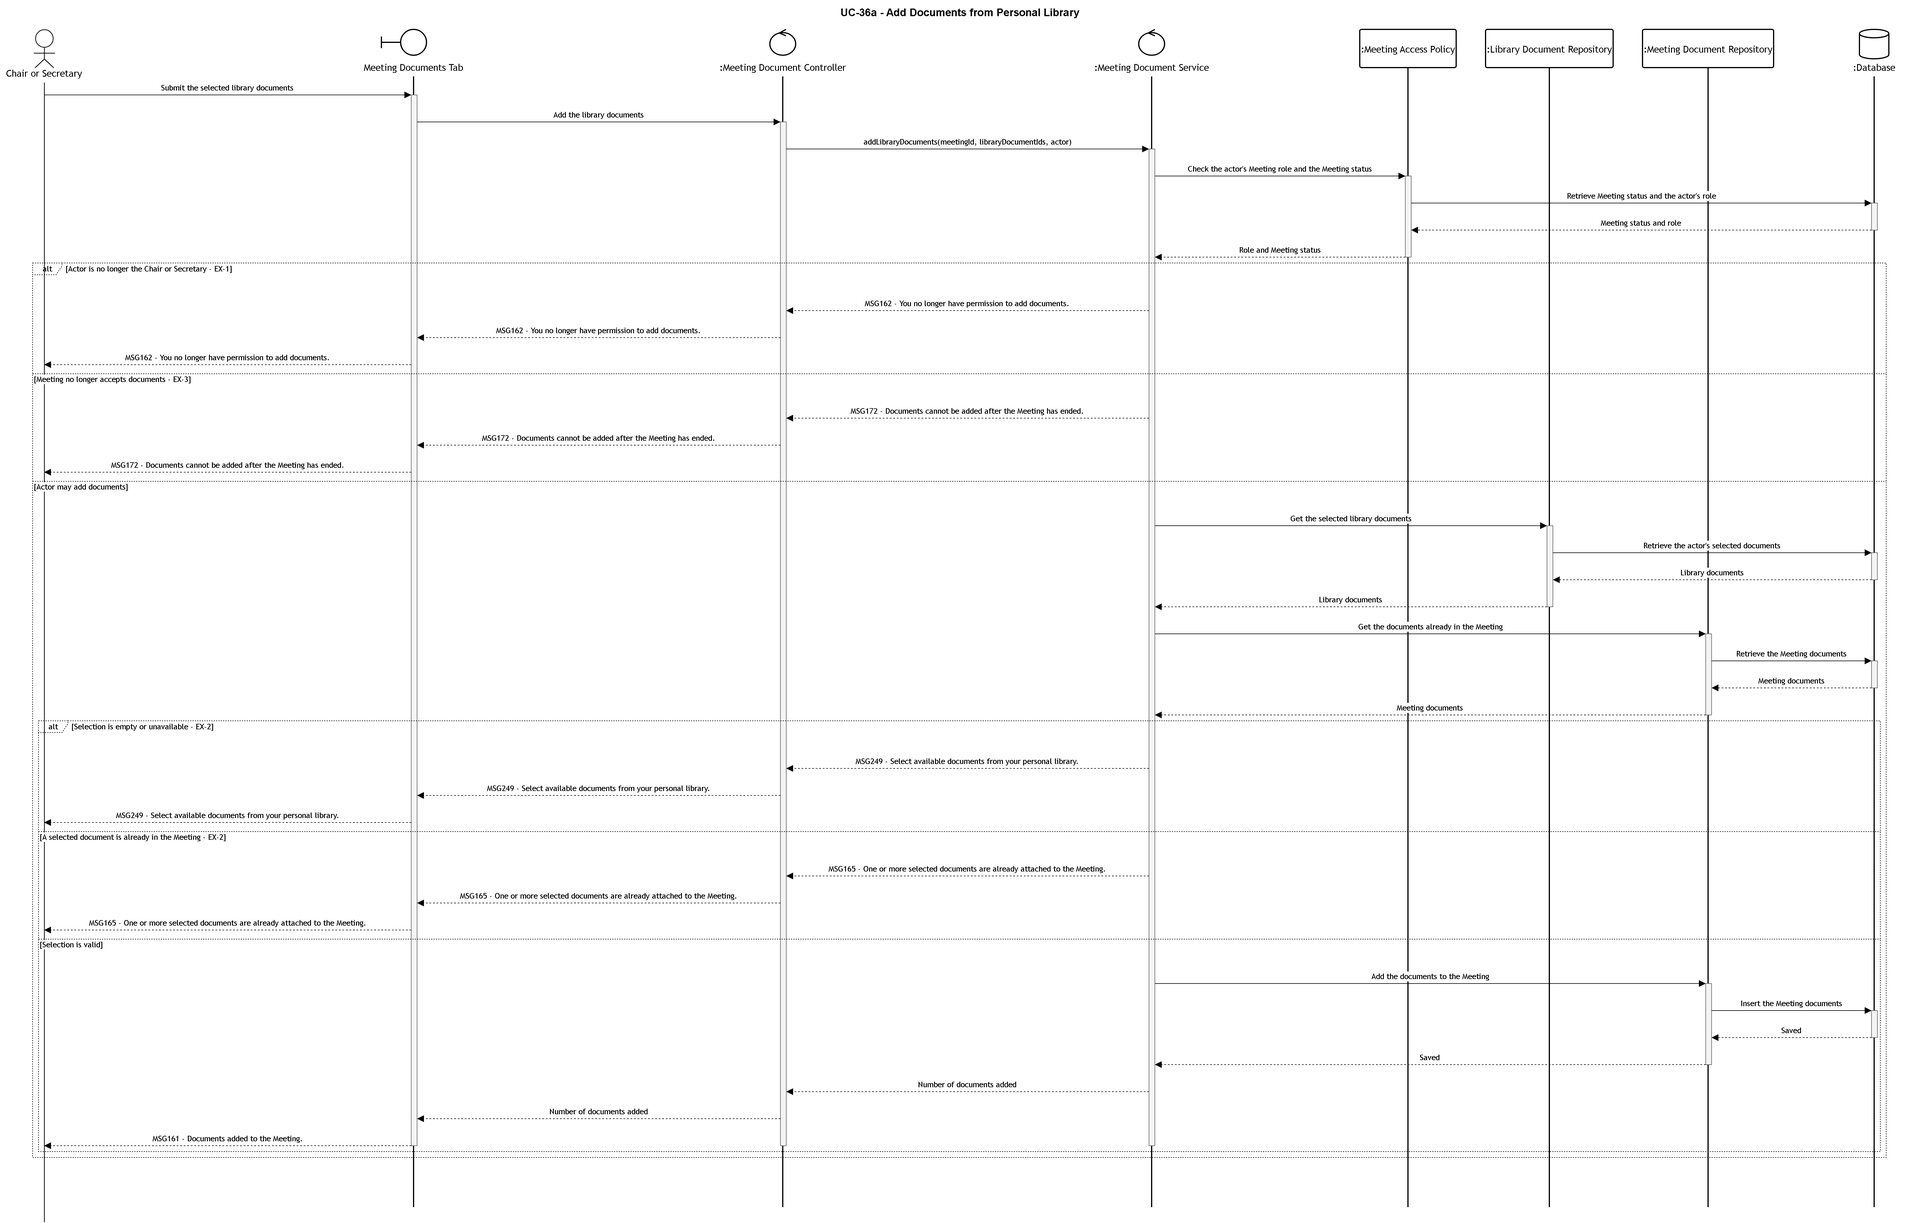 UC-36a - Add Documents from Personal Library
Chair or Secretary
Meeting Documents Tab
:Meeting Document Controller
:Meeting Document Service
:Meeting Access Policy
:Library Document Repository
:Meeting Document Repository
:Database
Submit the selected library documents
Add the library documents
addLibraryDocuments(meetingId, libraryDocumentIds, actor)
Check the actor's Meeting role and the Meeting status
Retrieve Meeting status and the actor's role
Meeting status and role
Role and Meeting status
alt [Actor is no longer the Chair or Secretary - EX-1]
MSG162 - You no longer have permission to add documents.
MSG162 - You no longer have permission to add documents.
MSG162 - You no longer have permission to add documents.
[Meeting no longer accepts documents - EX-3]
MSG172 - Documents cannot be added after the Meeting has ended.
MSG172 - Documents cannot be added after the Meeting has ended.
MSG172 - Documents cannot be added after the Meeting has ended.
[Actor may add documents]
Get the selected library documents
Retrieve the actor's selected documents
Library documents
Library documents
Get the documents already in the Meeting
Retrieve the Meeting documents
Meeting documents
Meeting documents
alt [Selection is empty or unavailable - EX-2]
MSG249 - Select available documents from your personal library.
MSG249 - Select available documents from your personal library.
MSG249 - Select available documents from your personal library.
[A selected document is already in the Meeting - EX-2]
MSG165 - One or more selected documents are already attached to the Meeting.
MSG165 - One or more selected documents are already attached to the Meeting.
MSG165 - One or more selected documents are already attached to the Meeting.
[Selection is valid]
Add the documents to the Meeting
Insert the Meeting documents
Saved
Saved
Number of documents added
Number of documents added
MSG161 - Documents added to the Meeting.